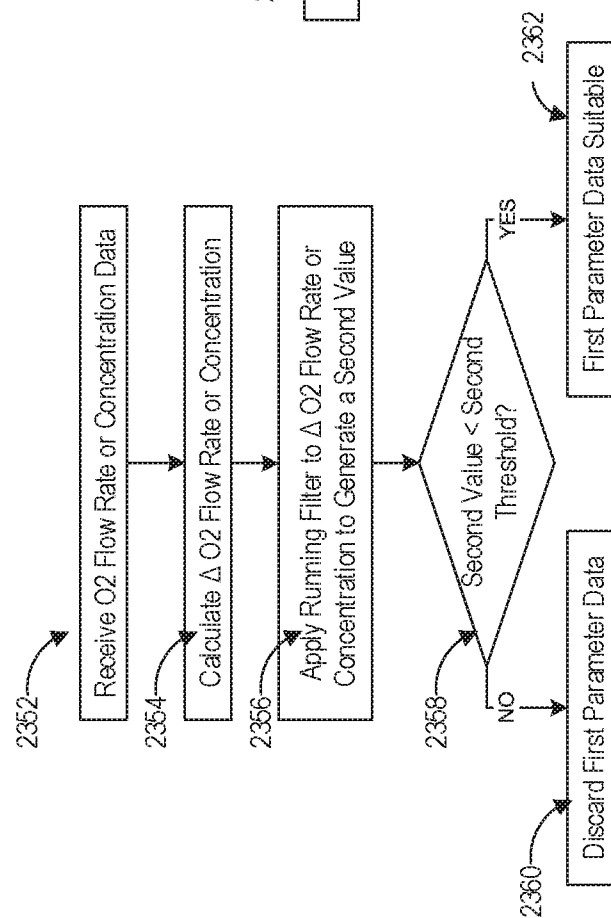 2352
Receive O2 Flow Rate or Concentration Data
2354
Calculate Δ O2 Flow Rate or Concentration
2356
Apply Running Filter to Δ O2 Flow Rate or
Concentration to Generate a Second Value
2358
Second Value < Second
Threshold?
NO
YES
2360
Discard First Parameter Data
2362
First Parameter Data Suitable